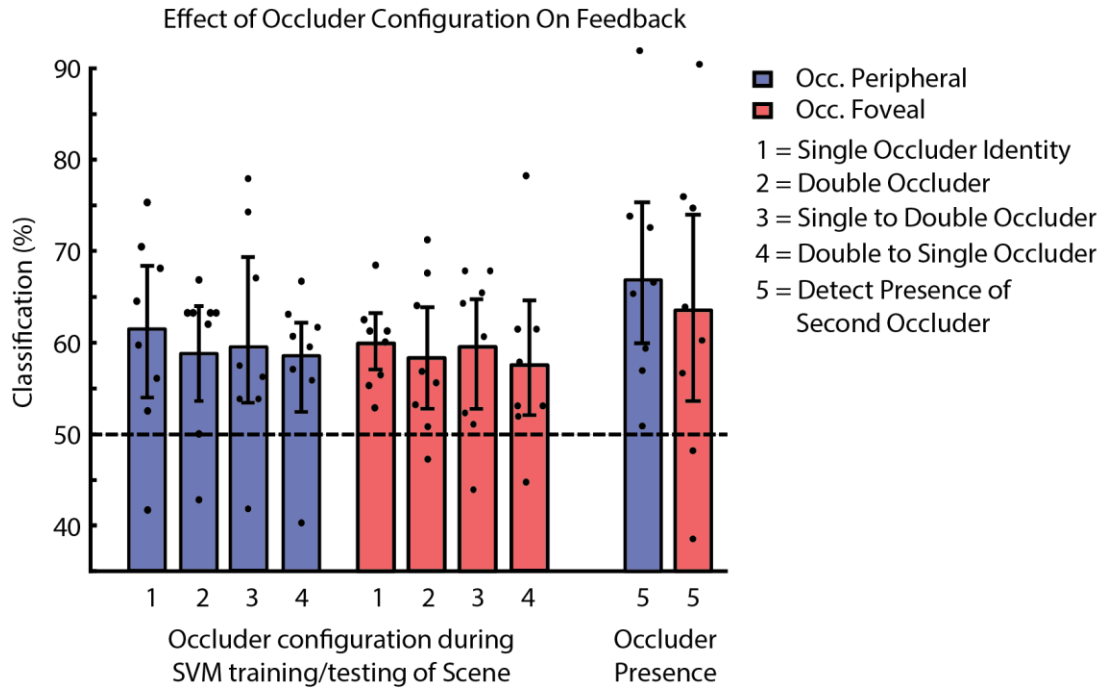 Effect of Occluder Configuration On Feedback
90
80
70
60
50
40
Classification (%)
1 2 3 4 1 2 3 4 5 5
Occluder configuration during
SVM training/testing of Scene
Occluder
Presence
Occ. Peripheral
Occ. Foveal
1 = Single Occluder Identity
2 = Double Occluder
3 = Single to Double Occluder
4 = Double to Single Occluder
5 = Detect Presence of
Second Occluder